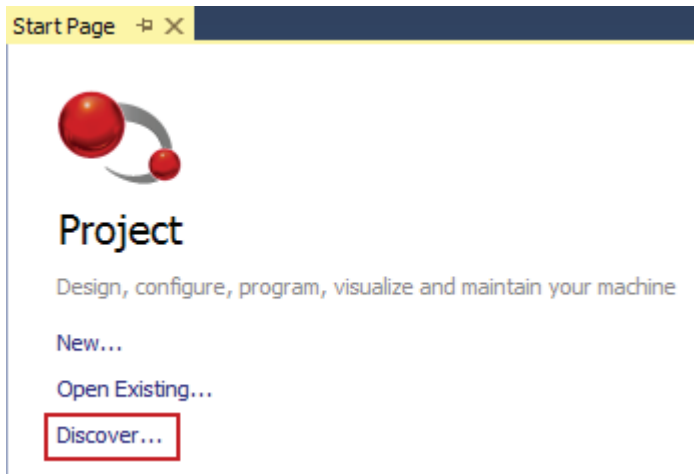 Start Page
Project
Design, configure, program, visualize and maintain your machine
New...
Open Existing...
Discover...